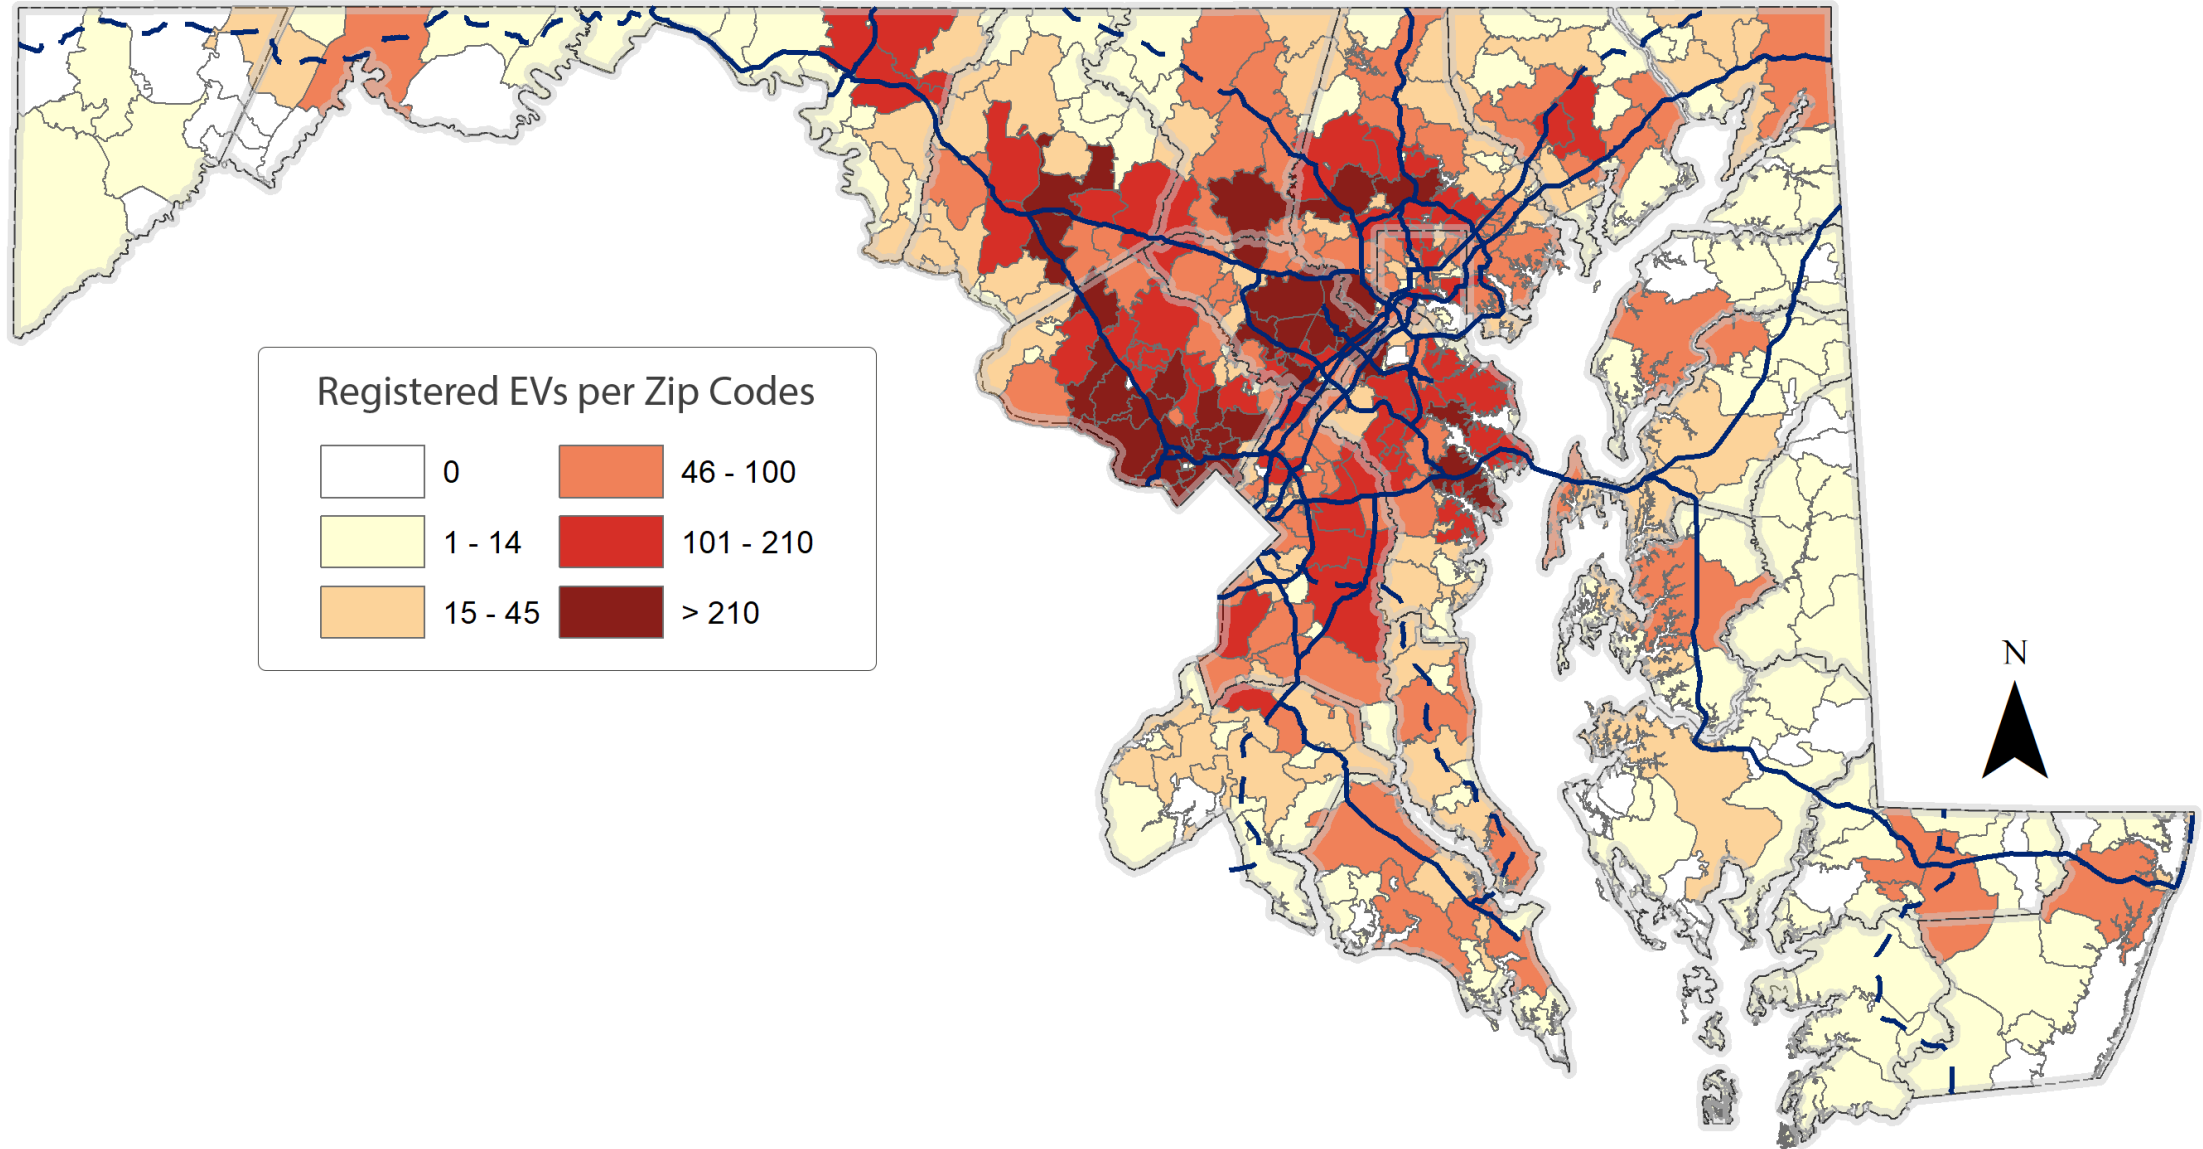 Registered EVs per Zip Codes
0
46 - 100
1 - 14
101 - 210
15 - 45
> 210
N